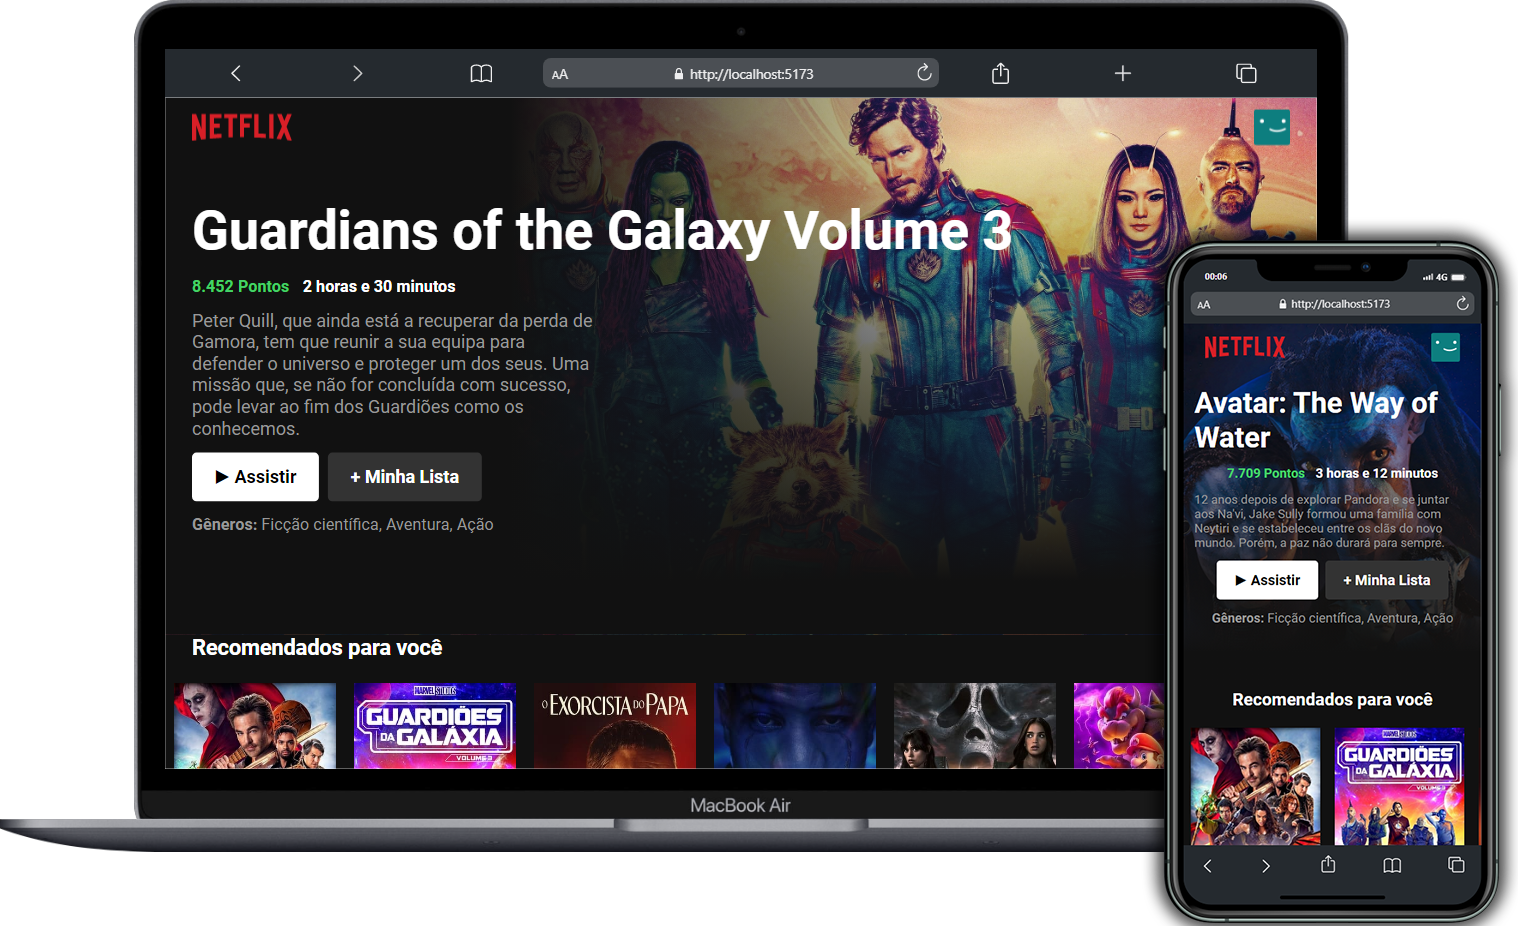 AA
http://localhost:5173
NETFLIX
Guardians of the Galaxy Volume 3
8.452 Pontos 2 horas e 30 minutos
Peter Quill, que ainda está a recuperar da perda de
Gamora, tem que reunir a sua equipa para
defender o universo e proteger um dos seus. Uma
missão que, se não for concluída com sucesso,
pode levar ao fim dos Guardiões como os
conhecemos.
▶ Assistir
+ Minha Lista
Gêneros: Ficção científica, Aventura, Ação
Recomendados para você
MARVEL STUDIOS
GUARDIÕES
DA GALÁXIA
VOLUME 3
O EXORCISTA DO PAPA
MacBook Air
00:06
4G
AA
http://localhost:5173
NETFLIX
Avatar: The Way of
Water
7.709 Pontos 3 horas e 12 minutos
12 anos depois de explorar Pandora e se juntar
aos Na'vi, Jake Sully formou uma família com
Neytiri e se estabeleceu entre os clãs do novo
mundo. Porém, a paz não durará para sempre.
▶ Assistir
+ Minha Lista
Gêneros: Ficção científica, Aventura, Ação
Recomendados para você
MARVEL STUDIOS
GUARDIÕES
DA GALÁXIA
VOLUME 3